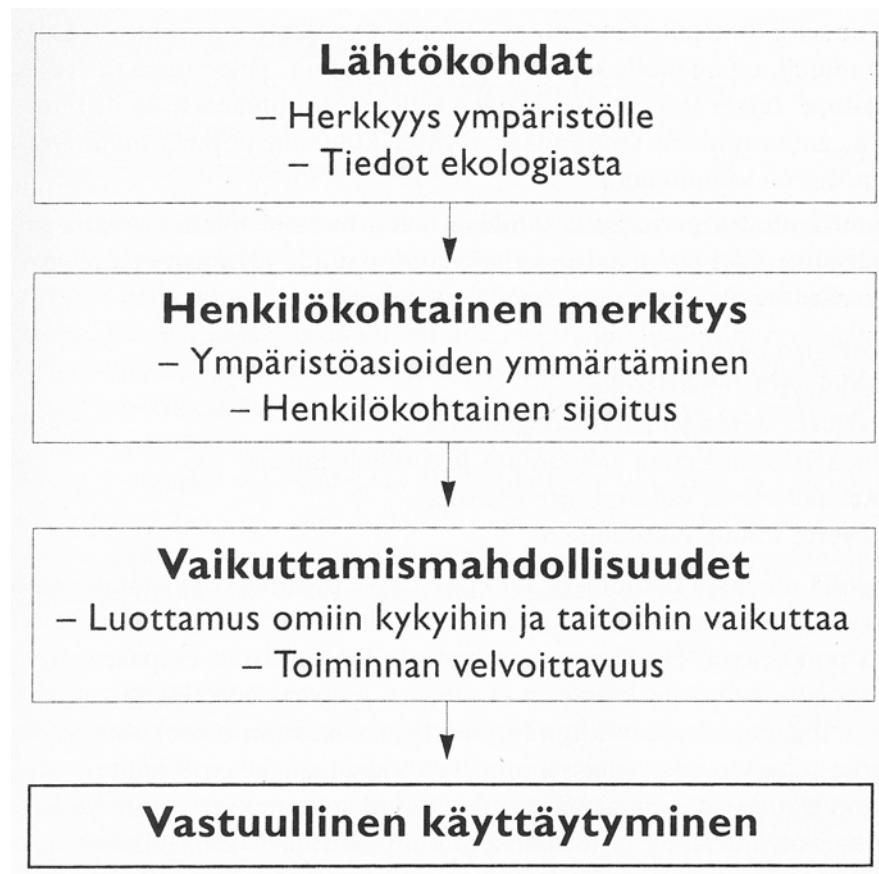 Lähtökohdat
– Herkkyys ympäristölle
– Tiedot ekologiasta
Henkilökohtainen merkitys
– Ympäristöasioiden ymmärtäminen
– Henkilökohtainen sijoitus
Vaikuttamismahdollisuudet
– Luottamus omiin kykyihin ja taitoihin vaikuttaa
– Toiminnan velvoittavuus
Vastuullinen käyttäytyminen